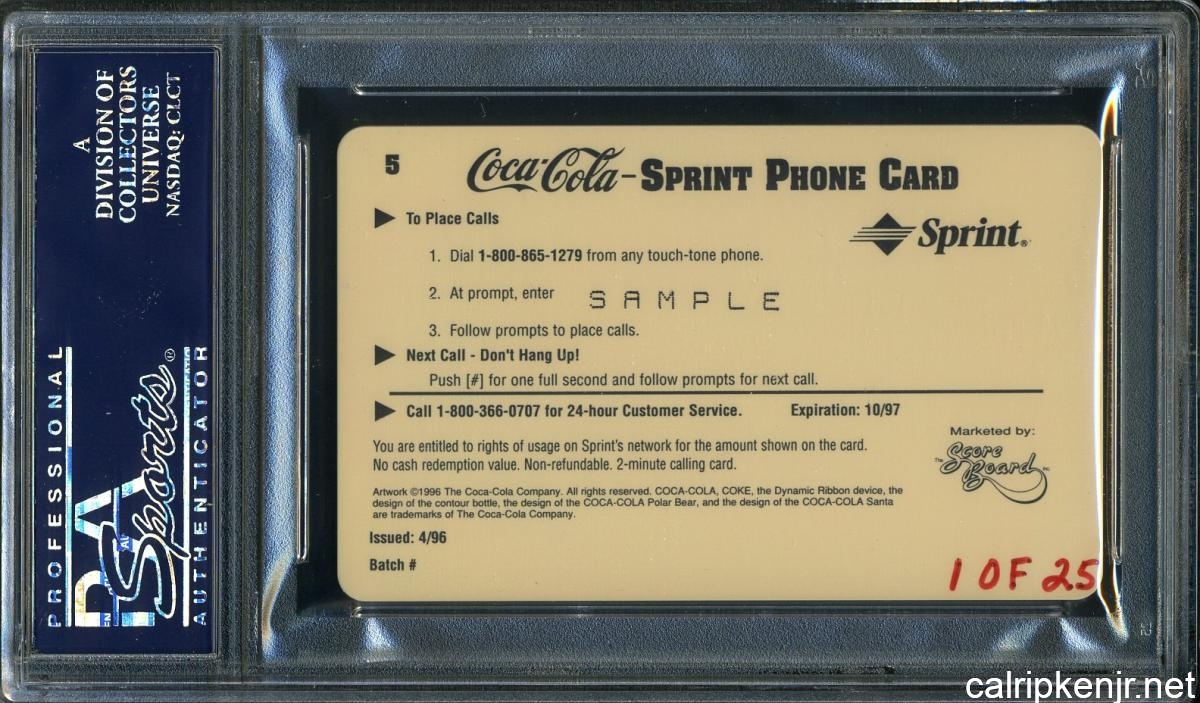 A
DIVISION OF
COLLECTORS
UNIVERSE
NASDAQ: CLCT
PROFESSIONAL
PSA
Sports®
AUTHENTICATOR
5
Coca-Cola-SPRINT PHONE CARD
Sprint®
To Place Calls
1. Dial 1-800-865-1279 from any touch-tone phone.
2. At prompt, enter SAMPLE
3. Follow prompts to place calls.
Next Call - Don't Hang Up!
Push [#] for one full second and follow prompts for next call.
Call 1-800-366-0707 for 24-hour Customer Service. Expiration: 10/97
You are entitled to rights of usage on Sprint's network for the amount shown on the card.
No cash redemption value. Non-refundable. 2-minute calling card.
Marketed by:
The Score Board, Inc.
Artwork ©1996 The Coca-Cola Company. All rights reserved. COCA-COLA, COKE, the Dynamic Ribbon device, the
design of the contour bottle, the design of the COCA-COLA Polar Bear, and the design of the COCA-COLA Santa
are trademarks of The Coca-Cola Company.
Issued: 4/96
Batch #
1 OF 25
calripkenjr.net